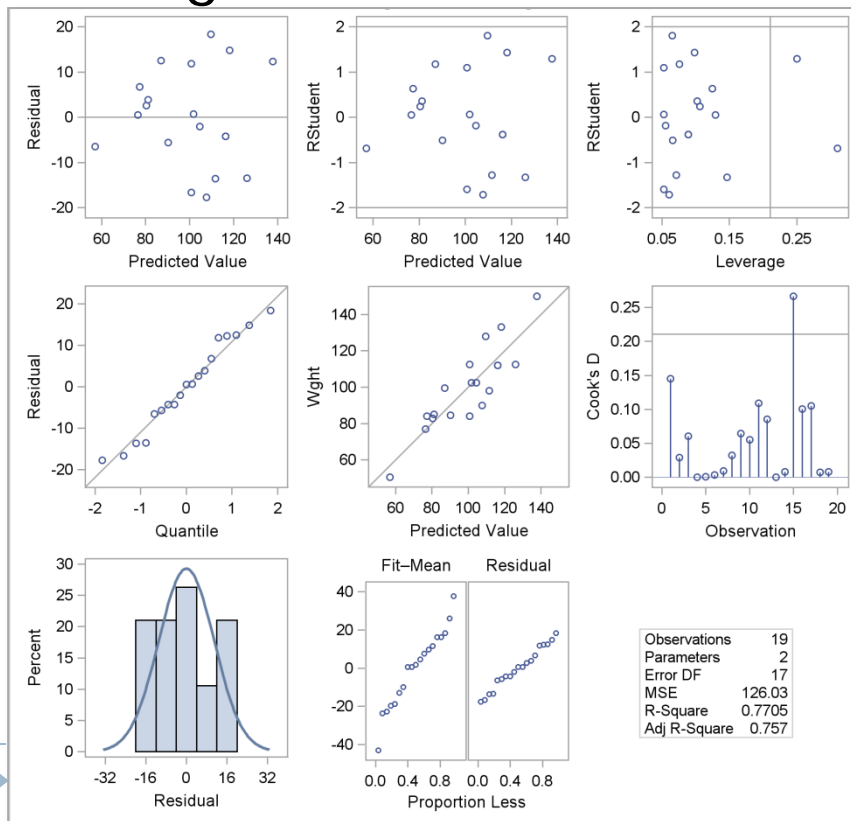 20
10
0
-10
-20
Residual
60 80 100 120 140
Predicted Value
2
1
0
-1
-2
RStudent
60 80 100 120 140
Predicted Value
2
1
0
-1
-2
RStudent
0.05 0.15 0.25
Leverage
20
10
0
-10
-20
Residual
-2 -1 0 1 2
Quantile
140
120
100
80
60
Wght
60 80 100 120 140
Predicted Value
0.25
0.20
0.15
0.10
0.05
0.00
Cook's D
0 5 10 15 20
Observation
30
25
20
15
10
5
0
Percent
-32 -16 0 16 32
Residual
Fit–Mean Residual
40
20
0
-20
-40
0.0 0.4 0.8 0.0 0.4 0.8
Proportion Less
Observations 19
Parameters 2
Error DF 17
MSE 126.03
R-Square 0.7705
Adj R-Square 0.757